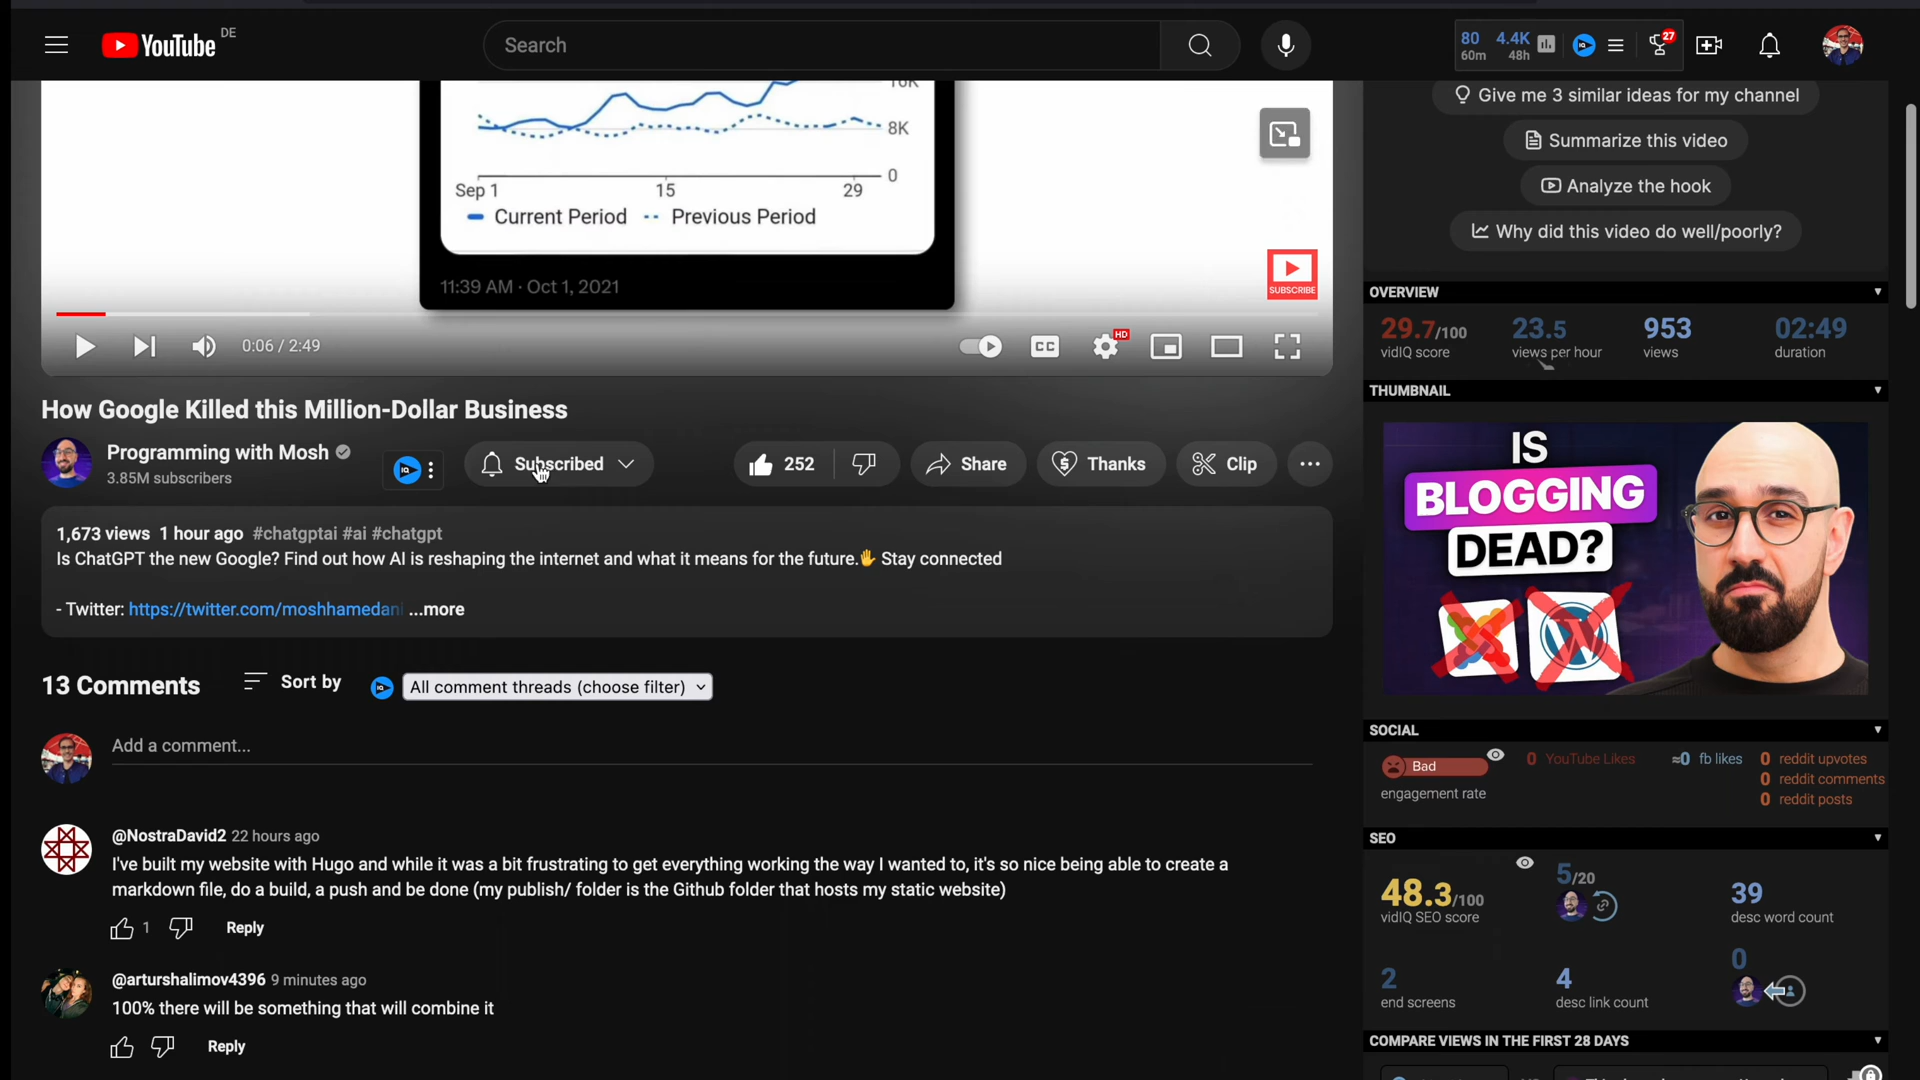 YouTube DE
Search
80 4.4K
60m 48h
27
16K
8K
0
Sep 1 15 29
Current Period Previous Period
11:39 AM · Oct 1, 2021
SUBSCRIBE
0:06 / 2:49
CC
HD
How Google Killed this Million-Dollar Business
Programming with Mosh
3.85M subscribers
IQ
Subscribed
252
Share
Thanks
Clip
1,673 views 1 hour ago #chatgptai #ai #chatgpt
Is ChatGPT the new Google? Find out how AI is reshaping the internet and what it means for the future.🖐 Stay connected
- Twitter: https://twitter.com/moshhamedani ...more
13 Comments
Sort by
IQ
All comment threads (choose filter)
Add a comment...
@NostraDavid2 22 hours ago
I've built my website with Hugo and while it was a bit frustrating to get everything working the way I wanted to, it's so nice being able to create a
markdown file, do a build, a push and be done (my publish/ folder is the Github folder that hosts my static website)
1
Reply
@arturshalimov4396 9 minutes ago
100% there will be something that will combine it
Reply
Give me 3 similar ideas for my channel
Summarize this video
Analyze the hook
Why did this video do well/poorly?
OVERVIEW
29.7/100 23.5 953 02:49
vidIQ score views per hour views duration
THUMBNAIL
IS
BLOGGING
DEAD?
SOCIAL
Bad
engagement rate
0 YouTube Likes
≈0 fb likes
0 reddit upvotes
0 reddit comments
0 reddit posts
SEO
48.3/100
vidIQ SEO score
5/20
39
desc word count
2
end screens
4
desc link count
0
COMPARE VIEWS IN THE FIRST 28 DAYS